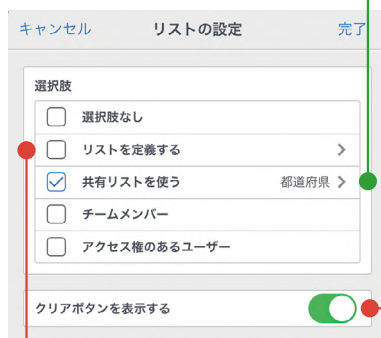 キャンセル リストの設定 完了
選択肢
選択肢なし
リストを定義する
共有リストを使う 都道府県
チームメンバー
アクセス権のあるユーザー
クリアボタンを表示する